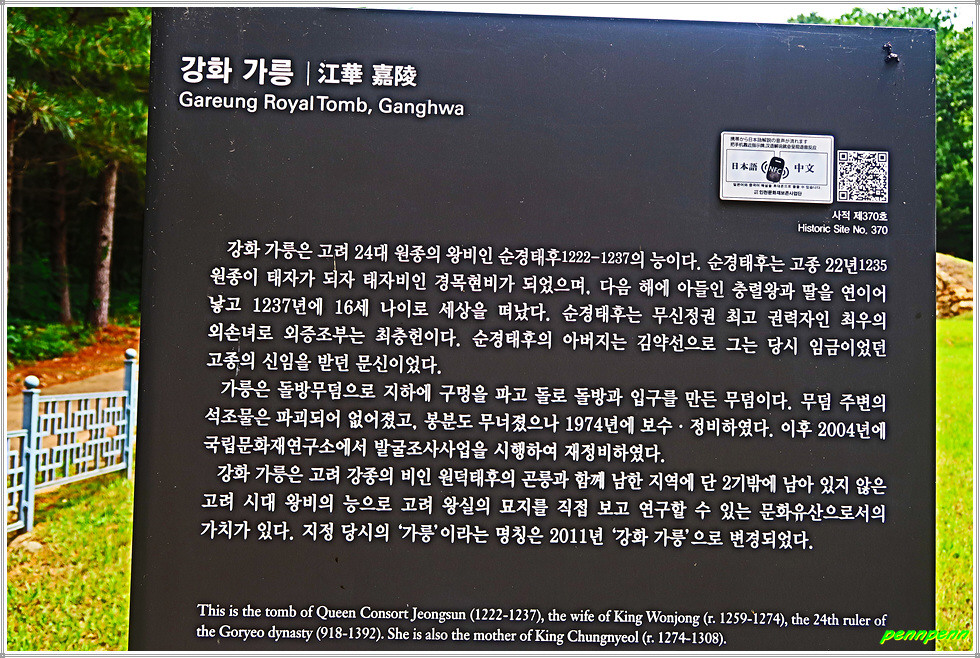 강화 가릉 | 江華 嘉陵
Gareung Royal Tomb, Ganghwa
日本語 NFC 中文
사적 제370호
Historic Site No. 370
강화 가릉은 고려 24대 원종의 왕비인 순경태후1222-1237의 능이다. 순경태후는 고종 22년1235
원종이 태자가 되자 태자비인 경목현비가 되었으며, 다음 해에 아들인 충렬왕과 딸을 연이어
낳고 1237년에 16세 나이로 세상을 떠났다. 순경태후는 무신정권 최고 권력자인 최우의
외손녀로 외증조부는 최충헌이다. 순경태후의 아버지는 김약선으로 그는 당시 임금이었던
고종의 신임을 받던 문신이었다.
가릉은 돌방무덤으로 지하에 구멍을 파고 돌로 돌방과 입구를 만든 무덤이다. 무덤 주변의
석조물은 파괴되어 없어졌고, 봉분도 무너졌으나 1974년에 보수·정비하였다. 이후 2004년에
국립문화재연구소에서 발굴조사사업을 시행하여 재정비하였다.
강화 가릉은 고려 강종의 비인 원덕태후의 곤릉과 함께 남한 지역에 단 2기밖에 남아 있지 않은
고려 시대 왕비의 능으로 고려 왕실의 묘지를 직접 보고 연구할 수 있는 문화유산으로서의
가치가 있다. 지정 당시의 ‘가릉’이라는 명칭은 2011년 ‘강화 가릉’으로 변경되었다.
This is the tomb of Queen Consort Jeongsun (1222-1237), the wife of King Wonjong (r. 1259-1274), the 24th ruler of
the Goryeo dynasty (918-1392). She is also the mother of King Chungnyeol (r. 1274-1308).
pennpenn